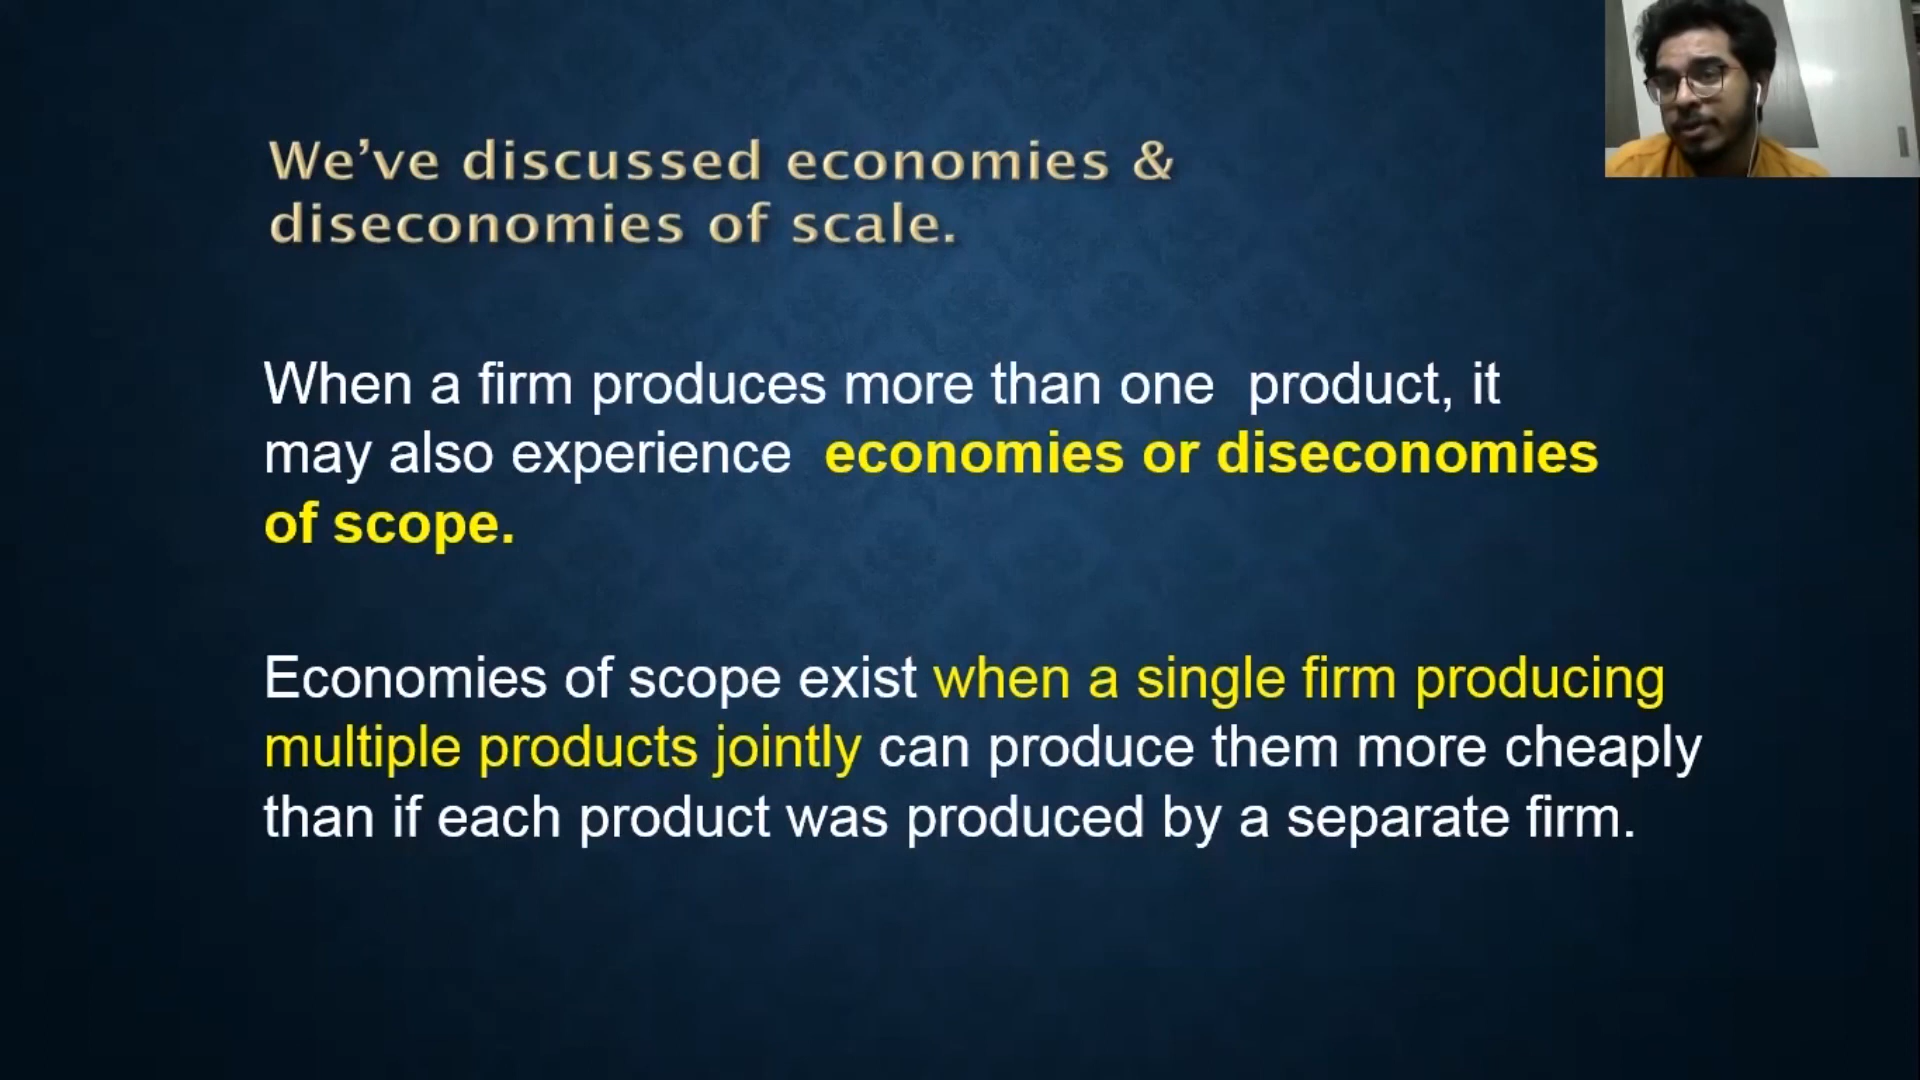 We’ve discussed economies &
diseconomies of scale.
When a firm produces more than one  product, it
may also experience  economies or diseconomies
of scope.
Economies of scope exist when a single firm producing
multiple products jointly can produce them more cheaply
than if each product was produced by a separate firm.